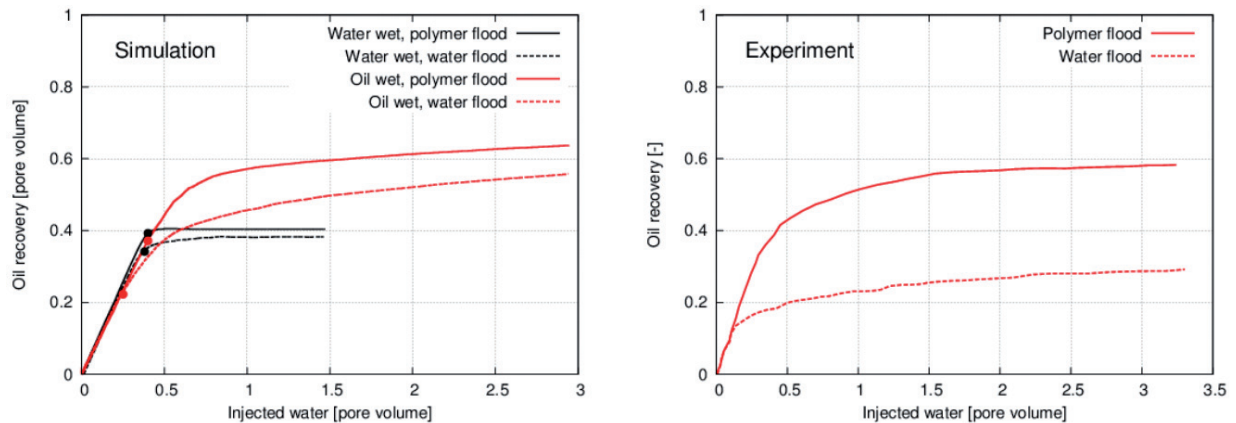 Simulation
Water wet, polymer flood
Water wet, water flood
Oil wet, polymer flood
Oil wet, water flood
Oil recovery [pore volume]
1
0.8
0.6
0.4
0.2
0
0 0.5 1 1.5 2 2.5 3
Injected water [pore volume]
Experiment
Polymer flood
Water flood
Oil recovery [-]
1
0.8
0.6
0.4
0.2
0
0 0.5 1 1.5 2 2.5 3 3.5
Injected water [pore volume]